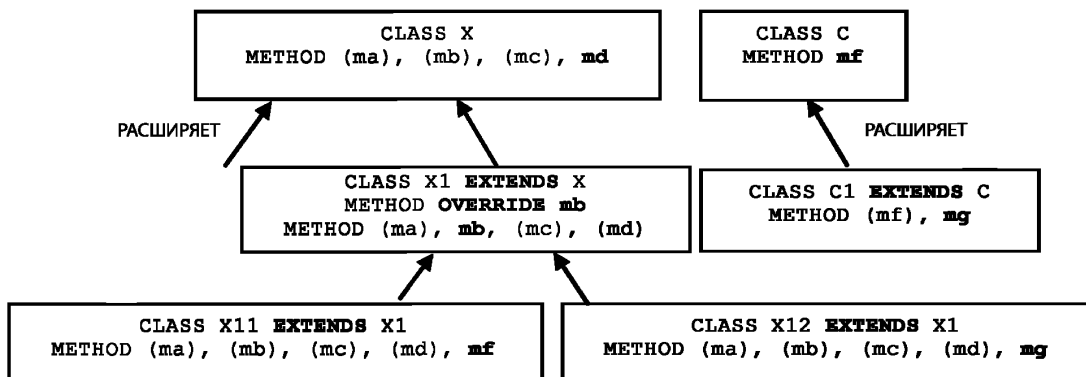 CLASS X
METHOD (ma), (mb), (mc), md
CLASS C
METHOD mf
РАСШИРЯЕТ
РАСШИРЯЕТ
CLASS X1 EXTENDS X
METHOD OVERRIDE mb
METHOD (ma), mb, (mc), (md)
CLASS C1 EXTENDS C
METHOD (mf), mg
CLASS X11 EXTENDS X1
METHOD (ma), (mb), (mc), (md), mf
CLASS X12 EXTENDS X1
METHOD (ma), (mb), (mc), (md), mg